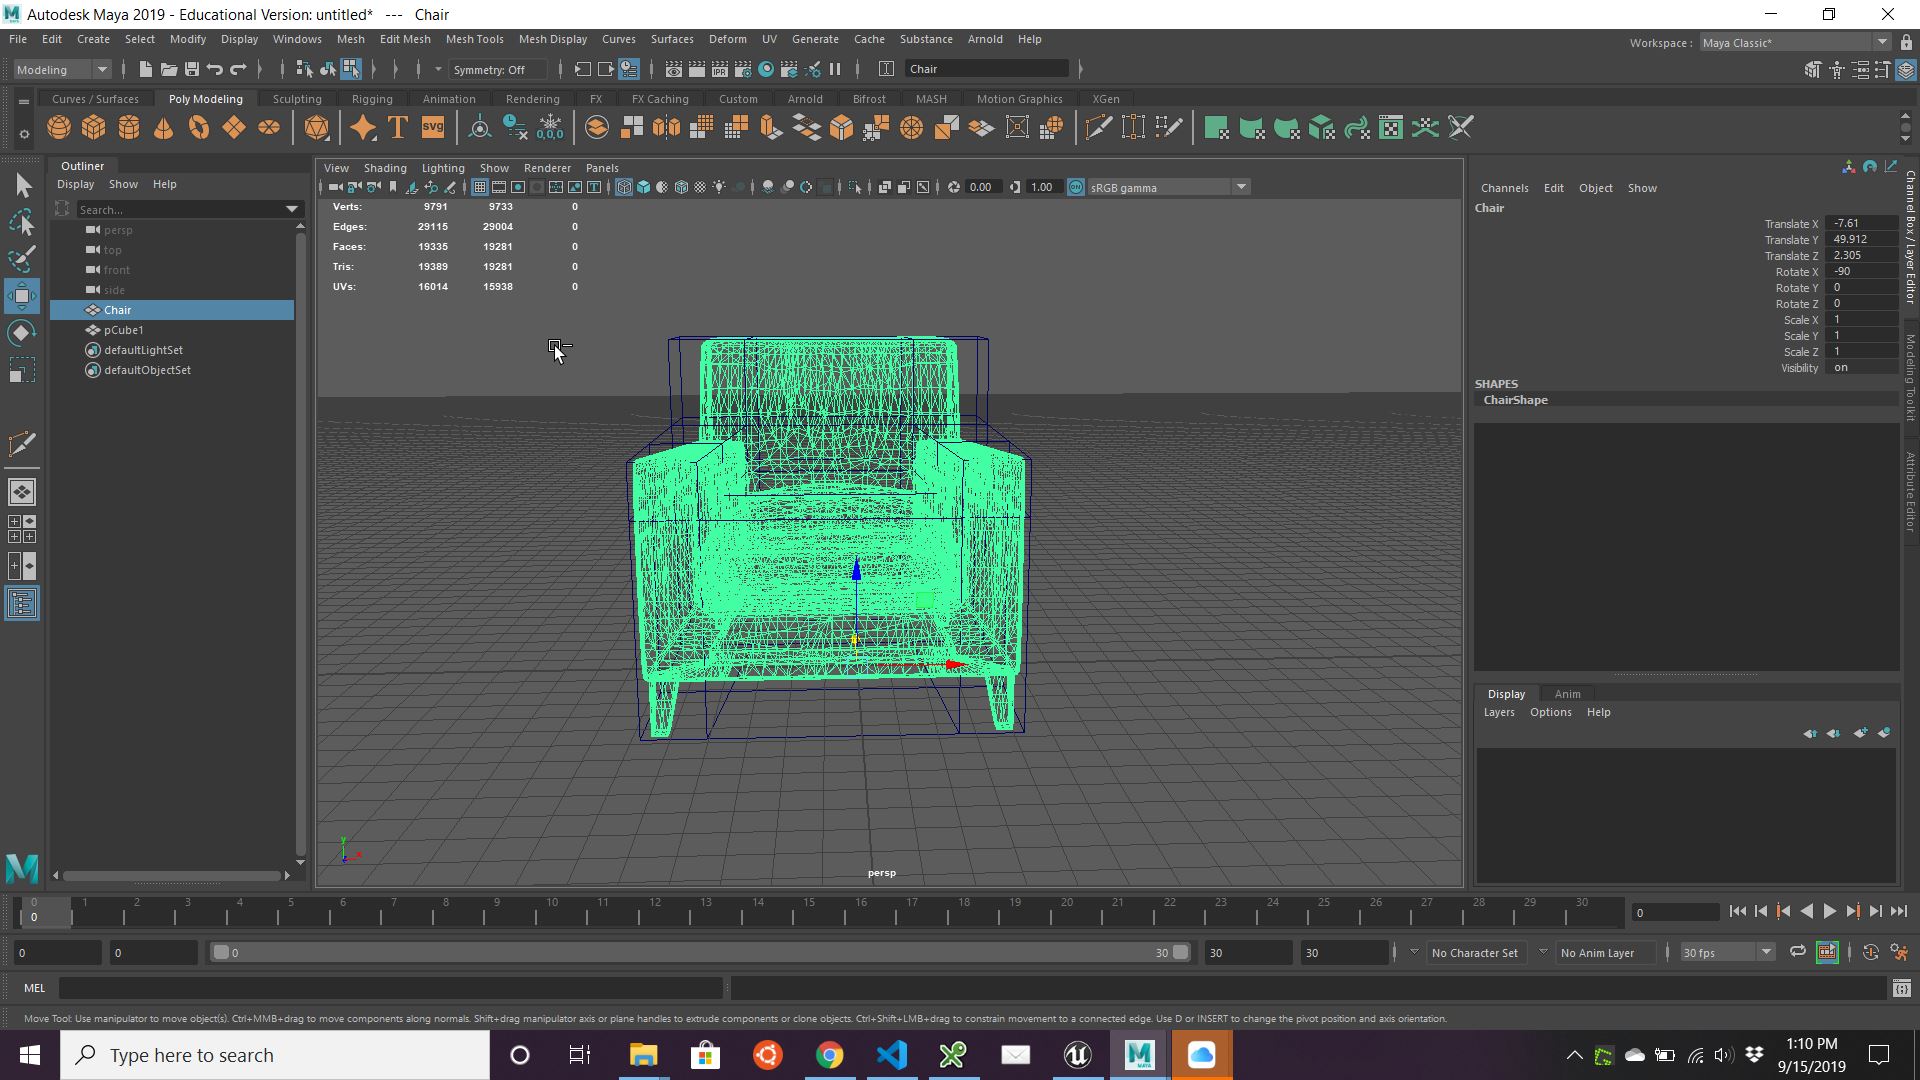 Autodesk Maya 2019 - Educational Version: untitled*   ---   Chair
File Edit Create Select Modify Display Windows Mesh Edit Mesh Mesh Tools Mesh Display Curves Surfaces Deform UV Generate Cache Substance Arnold Help
Workspace : Maya Classic*
Modeling Symmetry: Off IPR Chair
Curves / Surfaces Poly Modeling Sculpting Rigging Animation Rendering FX FX Caching Custom Arnold Bifrost MASH Motion Graphics XGen
T SVG 0,0,0
Outliner
Display Show Help
Search...
persp
top
front
side
Chair
pCube1
defaultLightSet
defaultObjectSet
View Shading Lighting Show Renderer Panels
0.00 1.00 ON sRGB gamma
Verts: 9791 9733 0
Edges: 29115 29004 0
Faces: 19335 19281 0
Tris: 19389 19281 0
UVs: 16014 15938 0
y
x
persp
Channels Edit Object Show
Chair
Translate X -7.61
Translate Y 49.912
Translate Z 2.305
Rotate X -90
Rotate Y 0
Rotate Z 0
Scale X 1
Scale Y 1
Scale Z 1
Visibility on
SHAPES
ChairShape
Channel Box / Layer Editor
Modeling Toolkit
Attribute Editor
Display Anim
Layers Options Help
0 1 2 3 4 5 6 7 8 9 10 11 12 13 14 15 16 17 18 19 20 21 22 23 24 25 26 27 28 29 30
0 0
0 0 0 30 30 30 No Character Set No Anim Layer 30 fps
MEL
Move Tool: Use manipulator to move object(s). Ctrl+MMB+drag to move components along normals. Shift+drag manipulator axis or plane handles to extrude components or clone objects. Ctrl+Shift+LMB+drag to constrain movement to a connected edge. Use D or INSERT to change the pivot position and axis orientation.
Type here to search
MAYA
1:10 PM
9/15/2019